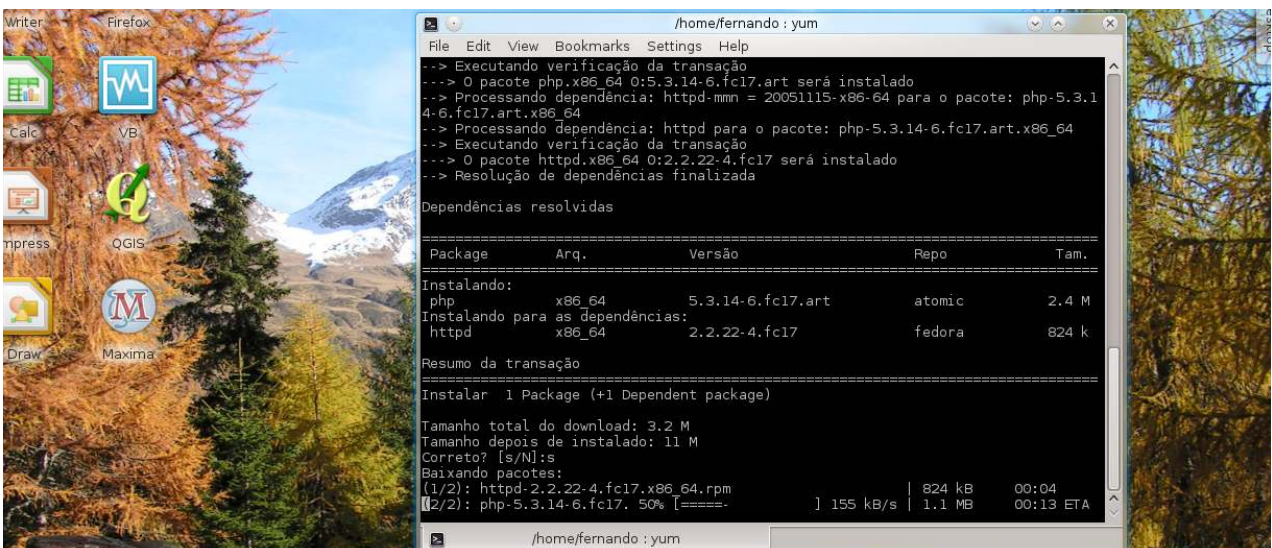 Writer
Firefox
Calc
VB
mpress
QGIS
Draw
Maxima
/home/fernando : yum
File Edit View Bookmarks Settings Help
--> Executando verificação da transação
---> O pacote php.x86_64 0:5.3.14-6.fc17.art será instalado
--> Processando dependência: httpd-mmn = 20051115-x86-64 para o pacote: php-5.3.1
4-6.fc17.art.x86_64
--> Processando dependência: httpd para o pacote: php-5.3.14-6.fc17.art.x86_64
--> Executando verificação da transação
---> O pacote httpd.x86_64 0:2.2.22-4.fc17 será instalado
--> Resolução de dependências finalizada
Dependências resolvidas
================================================================================
Package Arq. Versão Repo Tam.
================================================================================
Instalando:
php x86_64 5.3.14-6.fc17.art atomic 2.4 M
Instalando para as dependências:
httpd x86_64 2.2.22-4.fc17 fedora 824 k
Resumo da transação
================================================================================
Instalar 1 Package (+1 Dependent package)
Tamanho total do download: 3.2 M
Tamanho depois de instalado: 11 M
Correto? [s/N]:s
Baixando pacotes:
(1/2): httpd-2.2.22-4.fc17.x86_64.rpm | 824 kB 00:04
(2/2): php-5.3.14-6.fc17. 50% [=====- ] 155 kB/s | 1.1 MB 00:13 ETA
/home/fernando : yum